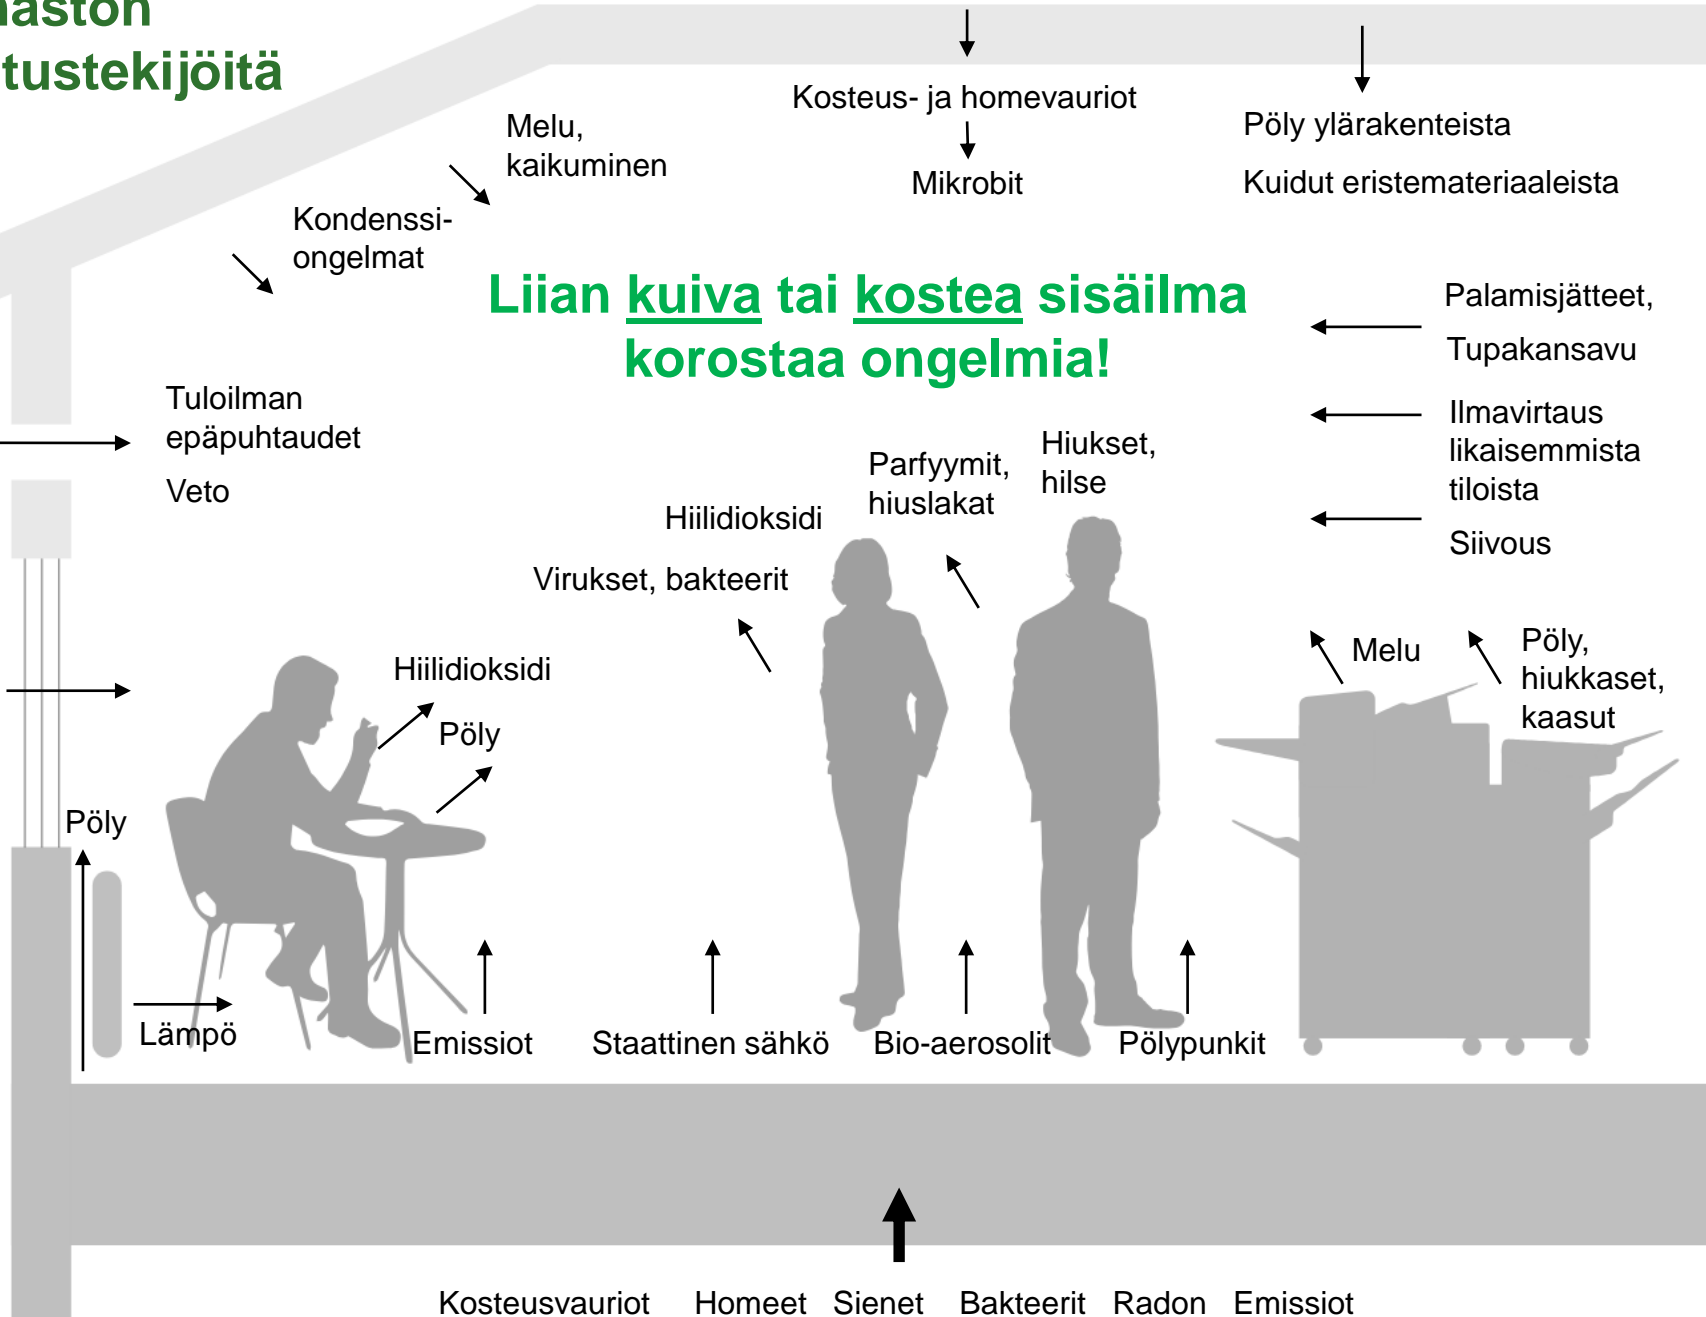 tustekijöitä
Kosteus- ja homevauriot
Mikrobit
Pöly ylärakenteista
Kuidut eristemateriaaleista
Melu,
kaikuminen
Kondenssi-
ongelmat
Liian kuiva tai kostea sisäilma
korostaa ongelmia!
Palamisjätteet,
Tupakansavu
Ilmavirtaus
likaisemmista
tiloista
Siivous
Tuloilman
epäpuhtaudet
Veto
Hiukset,
hilse
Parfyymit,
hiuslakat
Hiilidioksidi
Virukset, bakteerit
Hiilidioksidi
Pöly
Melu
Pöly,
hiukkaset,
kaasut
Pöly
Lämpö
Emissiot
Staattinen sähkö
Bio-aerosolit
Pölypunkit
Kosteusvauriot Homeet Sienet Bakteerit Radon Emissiot